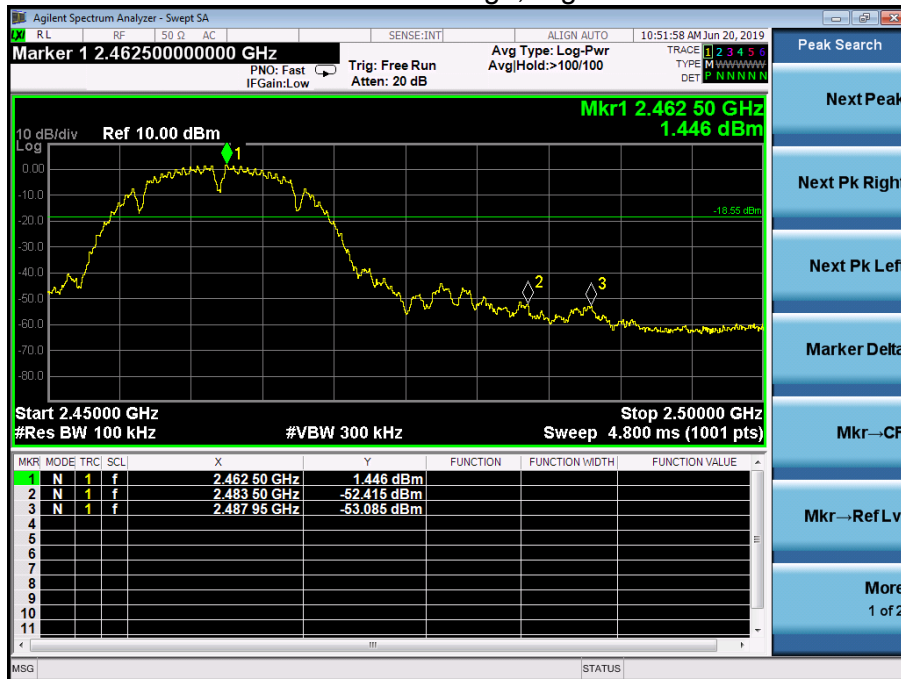 Agilent Spectrum Analyzer - Swept SA
LXI RL RF 50 Ω AC SENSE:INT ALIGN AUTO 10:51:58 AM Jun 20, 2019
Marker 1 2.462500000000 GHz
PNO: Fast
IFGain:Low
Trig: Free Run
Atten: 20 dB
Avg Type: Log-Pwr
Avg|Hold:>100/100
TRACE 1 2 3 4 5 6
TYPE M WWWWW
DET P N N N N N
Mkr1 2.462 50 GHz
1.446 dBm
10 dB/div Ref 10.00 dBm
Log
1
0.00
-10.0
-20.0
-18.55 dBm
-30.0
-40.0
2
3
-50.0
-60.0
-70.0
-80.0
Start 2.45000 GHz Stop 2.50000 GHz
#Res BW 100 kHz #VBW 300 kHz Sweep 4.800 ms (1001 pts)
MKR MODE TRC SCL X Y FUNCTION FUNCTION WIDTH FUNCTION VALUE
1 N 1 f 2.462 50 GHz 1.446 dBm
2 N 1 f 2.483 50 GHz -52.415 dBm
3 N 1 f 2.487 95 GHz -53.085 dBm
4
5
6
7
8
9
10
11
MSG STATUS
Peak Search
Next Peak
Next Pk Right
Next Pk Left
Marker Delta
Mkr→CF
Mkr→Ref Lv
More
1 of 2